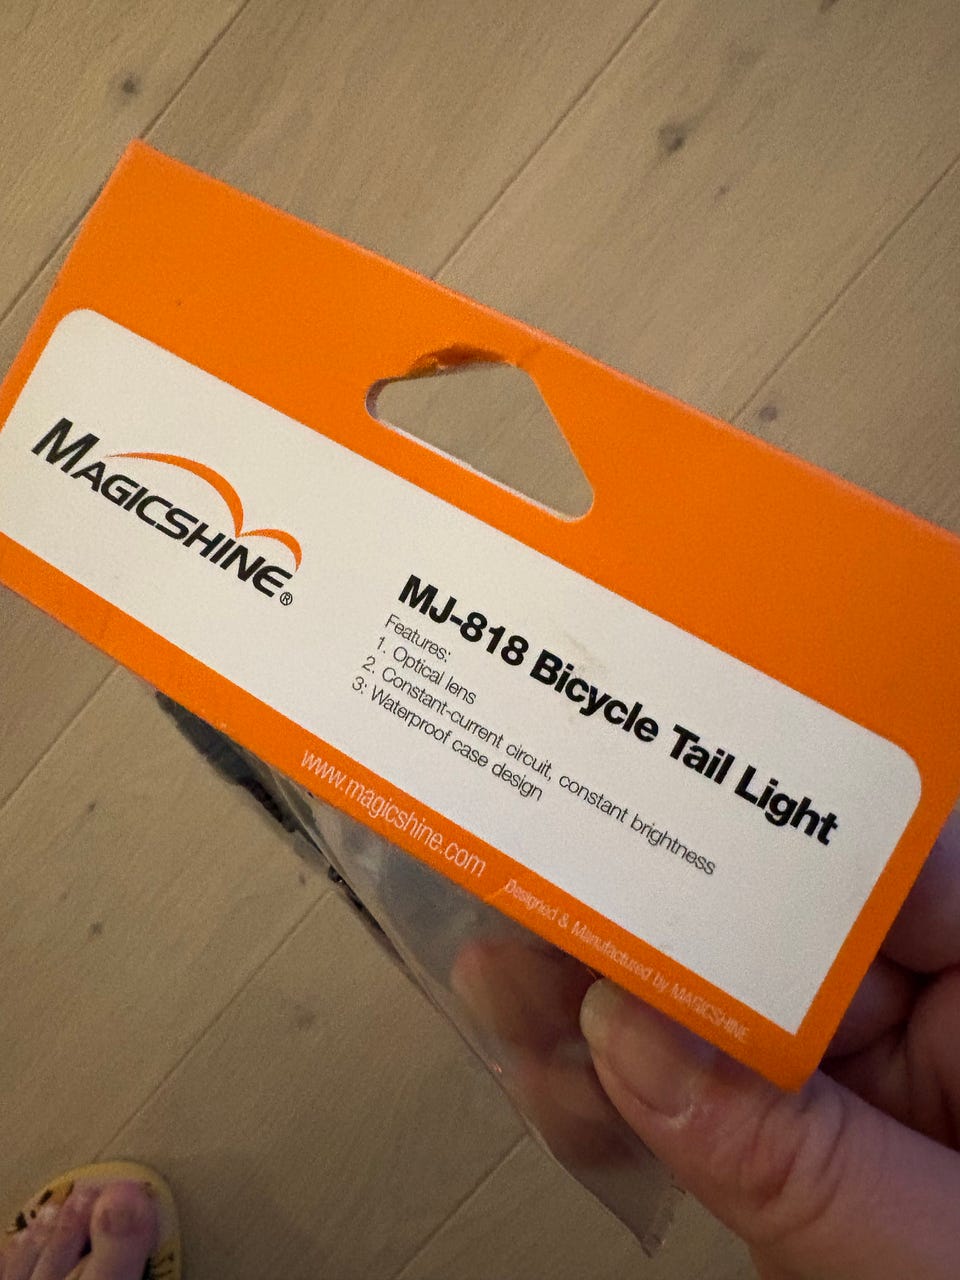 MAGICSHINE®
MJ-818 Bicycle Tail Light
Features:
1. Optical lens
2. Constant-current circuit, constant brightness
3: Waterproof case design
www.magicshine.com
Designed & Manufactured by MAGICSHINE